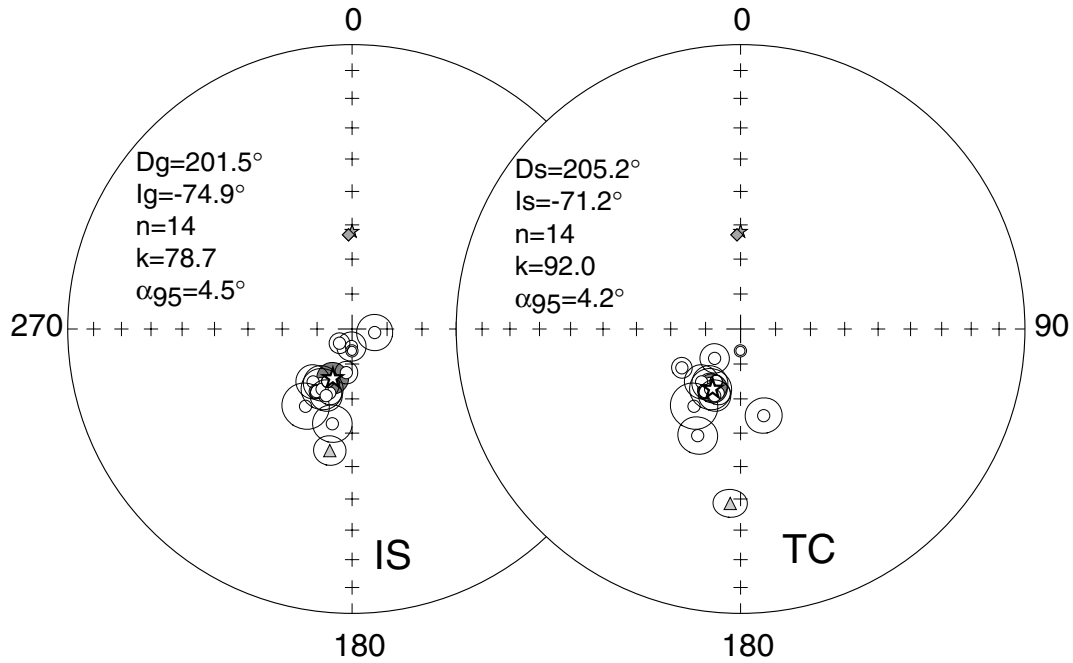 0
0
Dg=201.5°
Ig=-74.9°
n=14
k=78.7
α95=4.5°
Ds=205.2°
Is=-71.2°
n=14
k=92.0
α95=4.2°
270
90
IS
TC
180
180